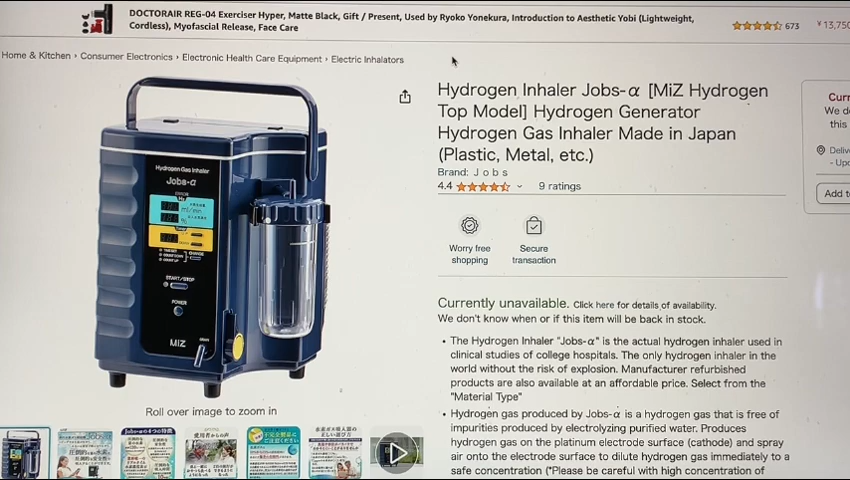 DOCTORAIR REG-04 Exerciser Hyper, Matte Black, Gift / Present, Used by Ryoko Yonekura, Introduction to Aesthetic Yobi (Lightweight,
Cordless), Myofascial Release, Face Care
673
¥13,750
Home & Kitchen › Consumer Electronics › Electronic Health Care Equipment › Electric Inhalators
Hydrogen Inhaler Jobs-α [MiZ Hydrogen
Top Model] Hydrogen Generator
Hydrogen Gas Inhaler Made in Japan
(Plastic, Metal, etc.)
Brand: J o b s
4.4
9 ratings
Worry free
shopping
Secure
transaction
Currently unavailable. Click here for details of availability.
We don't know when or if this item will be back in stock.
• The Hydrogen Inhaler "Jobs-α" is the actual hydrogen inhaler used in
clinical studies of college hospitals. The only hydrogen inhaler in the
world without the risk of explosion. Manufacturer refurbished
products are also available at an affordable price. Select from the
"Material Type"
• Hydrogen gas produced by Jobs-α is a hydrogen gas that is free of
impurities produced by electrolyzing purified water. Produces
hydrogen gas on the platinum electrode surface (cathode) and spray
air onto the electrode surface to dilute hydrogen gas immediately to a
safe concentration (*Please be careful with high concentration of
Hydrogen Gas Inhaler
Jobs-α
START/STOP
POWER
MiZ
Roll over image to zoom in
Curr
We d
this
Deliv
- Up
Add t